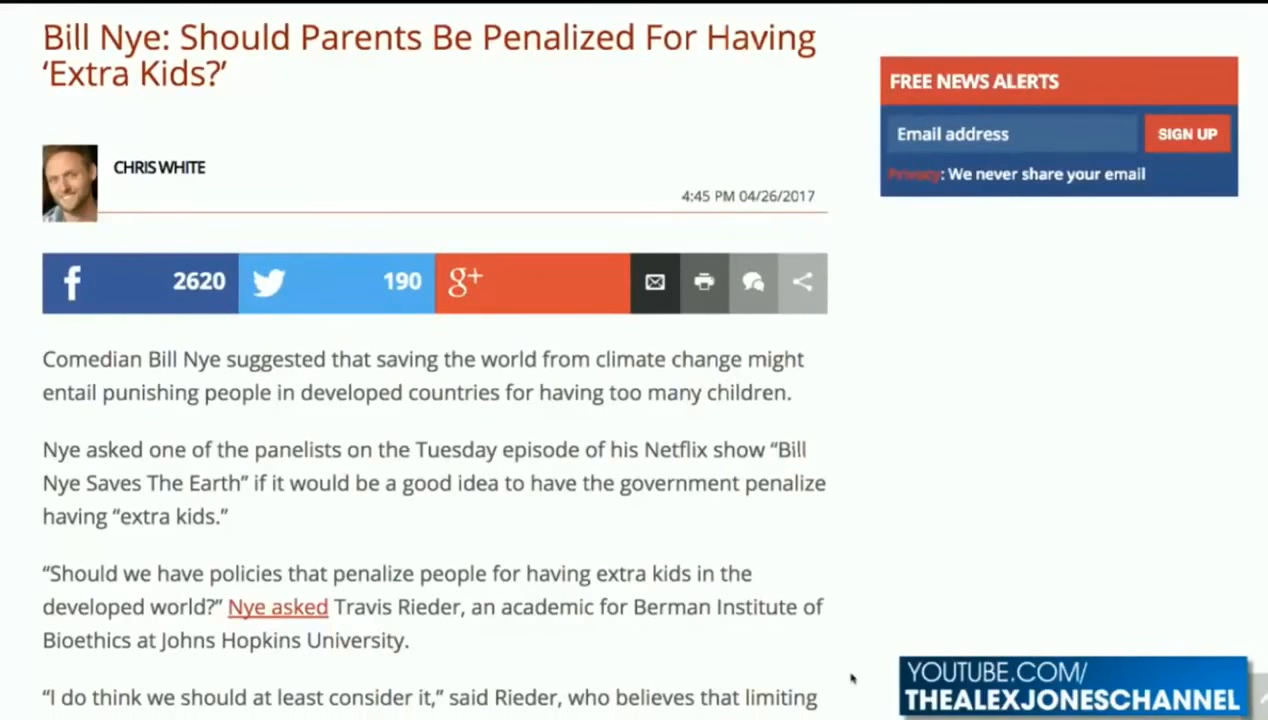 Bill Nye: Should Parents Be Penalized For Having
‘Extra Kids?’
FREE NEWS ALERTS
Email address
SIGN UP
Privacy: We never share your email
CHRIS WHITE
4:45 PM 04/26/2017
f 2620
190
g+
Comedian Bill Nye suggested that saving the world from climate change might
entail punishing people in developed countries for having too many children.
Nye asked one of the panelists on the Tuesday episode of his Netflix show “Bill
Nye Saves The Earth” if it would be a good idea to have the government penalize
having “extra kids.”
“Should we have policies that penalize people for having extra kids in the
developed world?” Nye asked Travis Rieder, an academic for Berman Institute of
Bioethics at Johns Hopkins University.
“I do think we should at least consider it,” said Rieder, who believes that limiting
YOUTUBE.COM/
THEALEXJONESCHANNEL